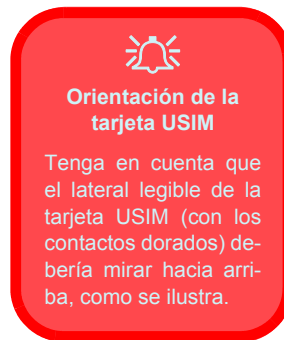 Orientación de la
tarjeta USIM
Tenga en cuenta que
el lateral legible de la
tarjeta USIM (con los
contactos dorados) de-
bería mirar hacia arri-
ba, como se ilustra.